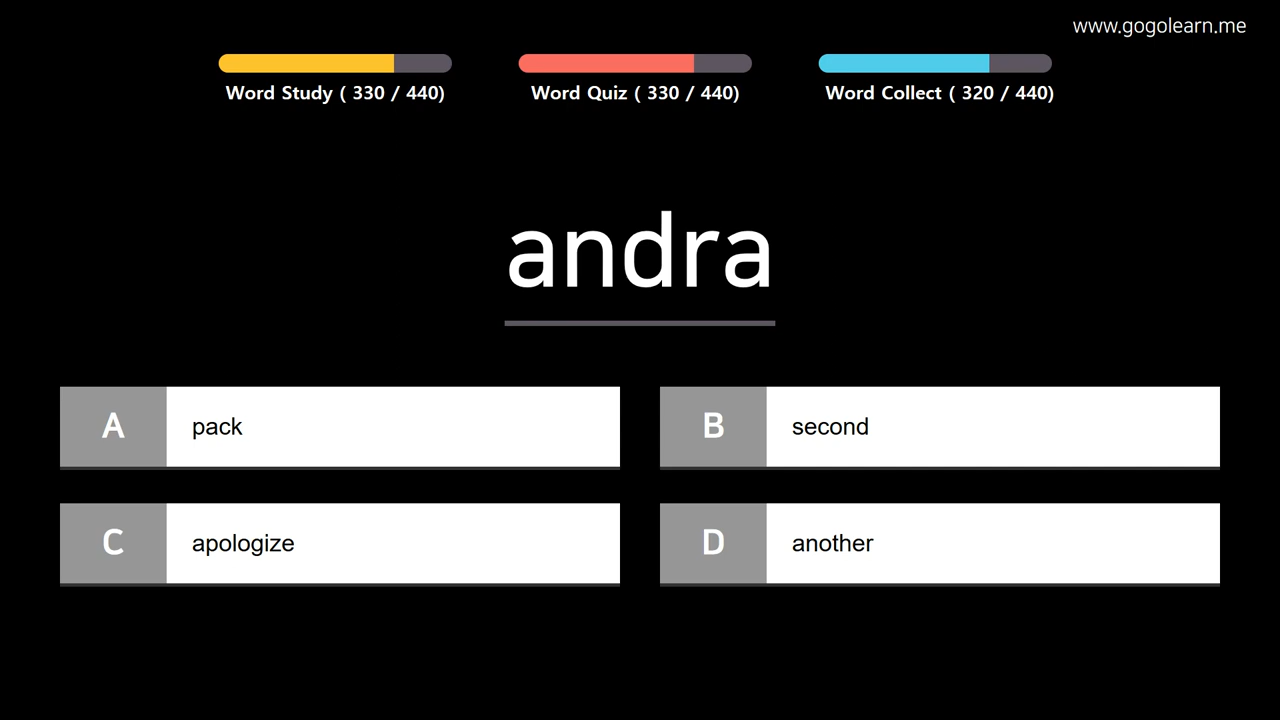 www.gogolearn.me
Word Study ( 330 / 440)
Word Quiz ( 330 / 440)
Word Collect ( 320 / 440)
andra
A pack
B second
C apologize
D another